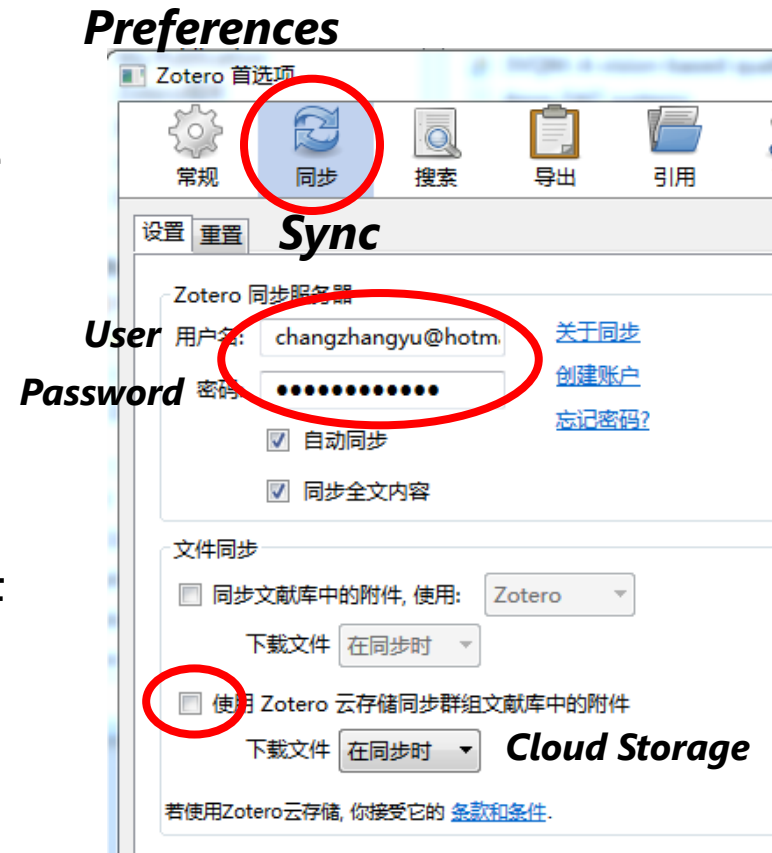 Preferences
Zotero 首选项
常规 同步 搜索 导出 引用
设置 重置 Sync
Zotero 同步服务器
User 用户名: changzhangyu@hotm 关于同步
创建账户
Password 密码: ●●●●●●●●●●●●
忘记密码?
自动同步
同步全文内容
文件同步
同步文献库中的附件, 使用: Zotero
下载文件 在同步时
使用 Zotero 云存储同步群组文献库中的附件
下载文件 在同步时 Cloud Storage
若使用Zotero云存储, 你接受它的 条款和条件.